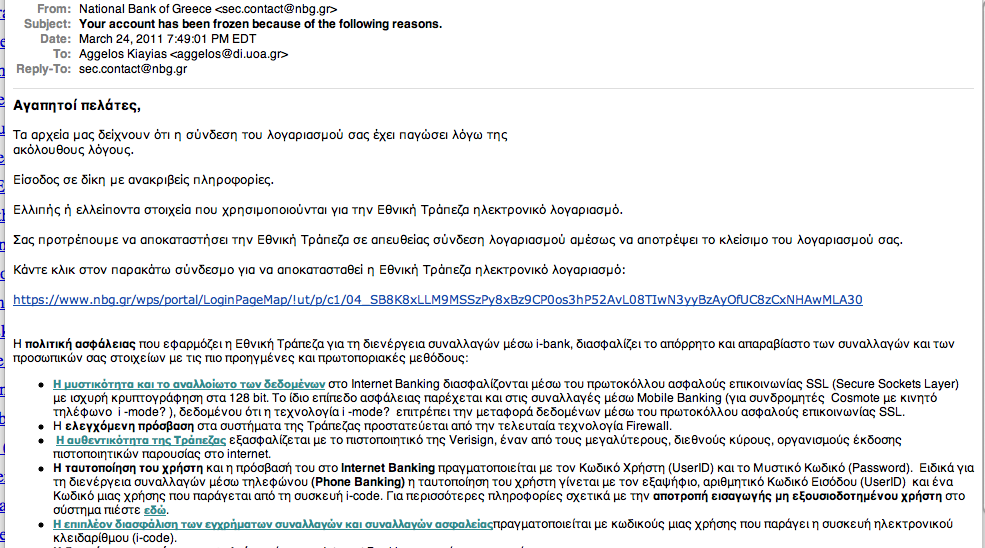 From: National Bank of Greece <sec.contact@nbg.gr>
Subject: Your account has been frozen because of the following reasons.
Date: March 24, 2011 7:49:01 PM EDT
To: Aggelos Kiayias <aggelos@di.uoa.gr>
Reply-To: sec.contact@nbg.gr
Αγαπητοί πελάτες,
Τα αρχεία μας δείχνουν ότι η σύνδεση του λογαριασμού σας έχει παγώσει λόγω της
ακόλουθους λόγους.
Είσοδος σε δίκη με ανακριβείς πληροφορίες.
Ελλιπής ή ελλείποντα στοιχεία που χρησιμοποιούνται για την Εθνική Τράπεζα ηλεκτρονικό λογαριασμό.
Σας προτρέπουμε να αποκαταστήσει την Εθνική Τράπεζα σε απευθείας σύνδεση λογαριασμού αμέσως να αποτρέψει το κλείσιμο του λογαριασμού σας.
Κάντε κλικ στον παρακάτω σύνδεσμο για να αποκατασταθεί η Εθνική Τράπεζα ηλεκτρονικό λογαριασμό:
https://www.nbg.gr/wps/portal/LoginPageMap/!ut/p/c1/04_SB8K8xLLM9MSSzPy8xBz9CP0os3hP52AvL08TIwN3yyBzAyOfUC8zCxNHAwMLA30
Η πολιτική ασφάλειας που εφαρμόζει η Εθνική Τράπεζα για τη διενέργεια συναλλαγών μέσω i-bank, διασφαλίζει το απόρρητο και απαραβίαστο των συναλλαγών και των
προσωπικών σας στοιχείων με τις πιο προηγμένες και πρωτοποριακές μεθόδους:
• Η μυστικότητα και το αναλλοίωτο των δεδομένων στο Internet Banking διασφαλίζονται μέσω του πρωτοκόλλου ασφαλούς επικοινωνίας SSL (Secure Sockets Layer)
με ισχυρή κρυπτογράφηση στα 128 bit. Το ίδιο επίπεδο ασφάλειας παρέχεται και στις συναλλαγές μέσω Mobile Banking (για συνδρομητές Cosmote με κινητό
τηλέφωνο i -mode? ), δεδομένου ότι η τεχνολογία i -mode? επιτρέπει την μεταφορά δεδομένων μέσω του πρωτοκόλλου ασφαλούς επικοινωνίας SSL.
• Η ελεγχόμενη πρόσβαση στα συστήματα της Τράπεζας προστατεύεται από την τελευταία τεχνολογία Firewall.
• Η αυθεντικότητα της Τράπεζας εξασφαλίζεται με το πιστοποιητικό της Verisign, έναν από τους μεγαλύτερους, διεθνούς κύρους, οργανισμούς έκδοσης
πιστοποιητικών παρουσίας στο internet.
• Η ταυτοποίηση του χρήστη και η πρόσβασή του στο Internet Banking πραγματοποιείται με τον Κωδικό Χρήστη (UserID) και το Μυστικό Κωδικό (Password). Ειδικά για
τη διενέργεια συναλλαγών μέσω τηλεφώνου (Phone Banking) η ταυτοποίηση του χρήστη γίνεται με τον εξαψήφιο, αριθμητικό Κωδικό Εισόδου (UserID) και ένα
Κωδικό μιας χρήσης που παράγεται από τη συσκευή i-code. Για περισσότερες πληροφορίες σχετικά με την αποτροπή εισαγωγής μη εξουσιοδοτημένου χρήστη στο
σύστημα πιέστε εδώ.
• Η επιπλέον διασφάλιση των εγχρήματων συναλλαγών και συναλλαγών ασφαλείαςπραγματοποιείται με κωδικούς μιας χρήσης που παράγει η συσκευή ηλεκτρονικού
κλειδαρίθμου (i-code).